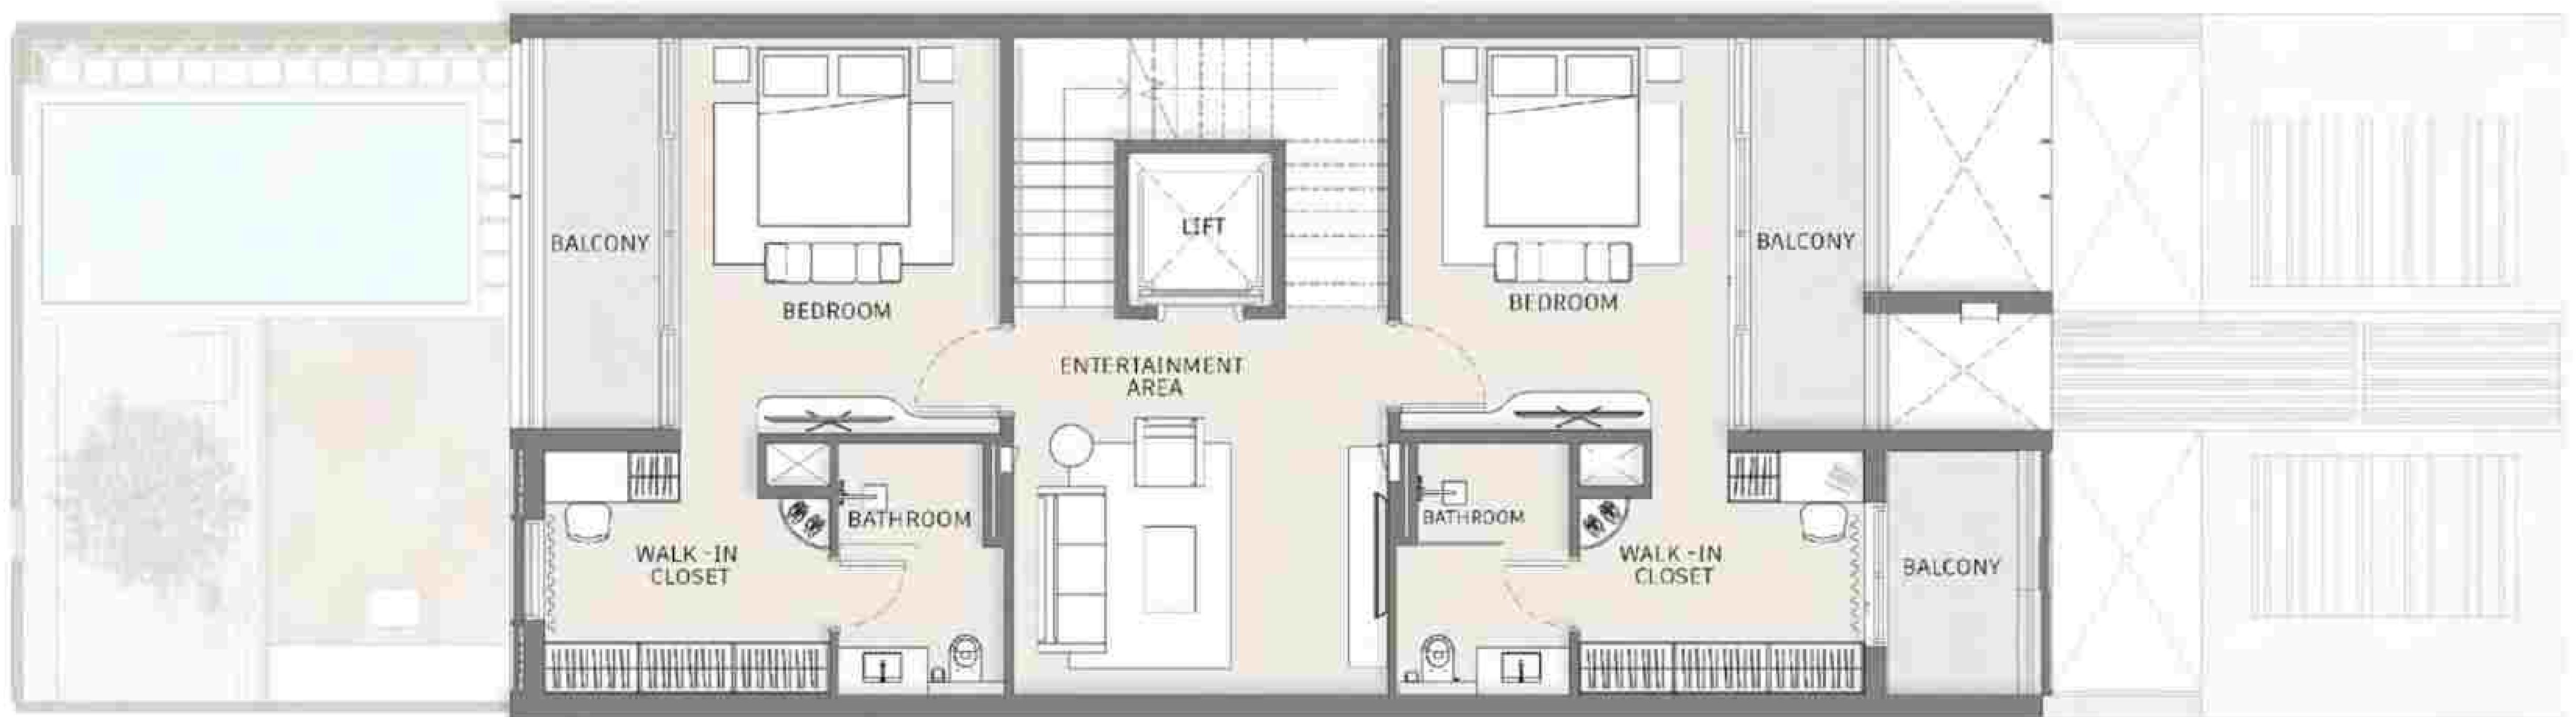 BALCONY
BEDROOM
LIFT
ENTERTAINMENT
AREA
BEDROOM
BALCONY
WALK-IN
CLOSET
BATHROOM
BATHROOM
WALK-IN
CLOSET
BALCONY